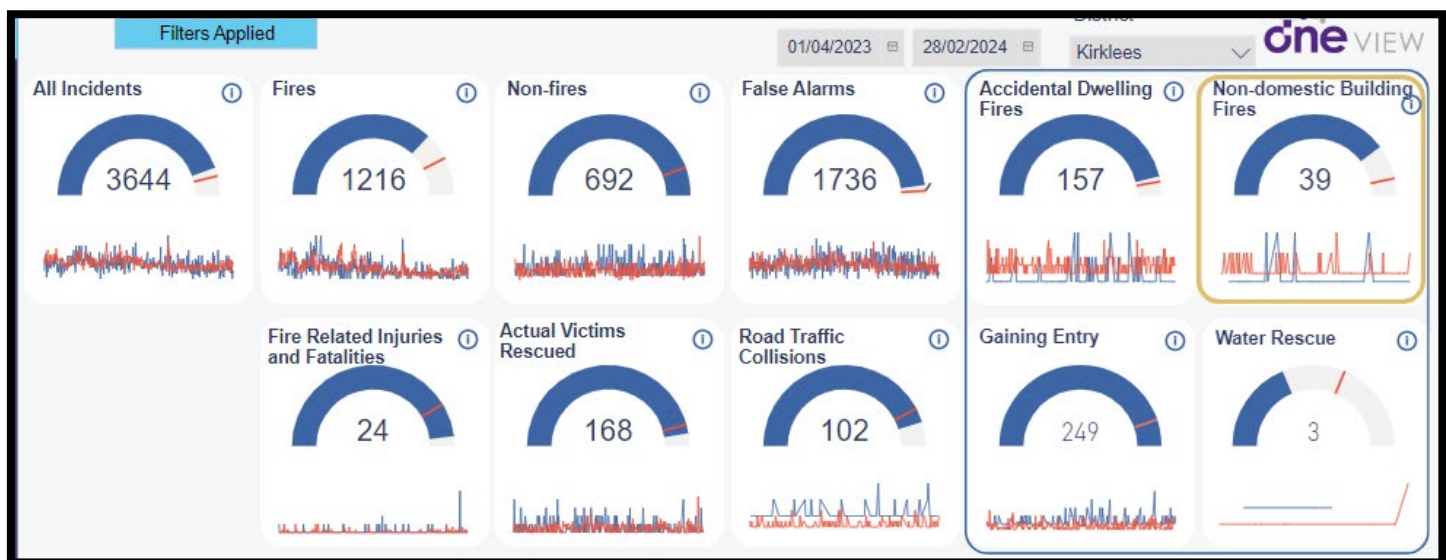 Filters Applied
01/04/2023
28/02/2024
District
Kirklees
one VIEW
All Incidents
3644
Fires
1216
Non-fires
692
False Alarms
1736
Accidental Dwelling
Fires
157
Non-domestic Building
Fires
39
Fire Related Injuries
and Fatalities
24
Actual Victims
Rescued
168
Road Traffic
Collisions
102
Gaining Entry
249
Water Rescue
3